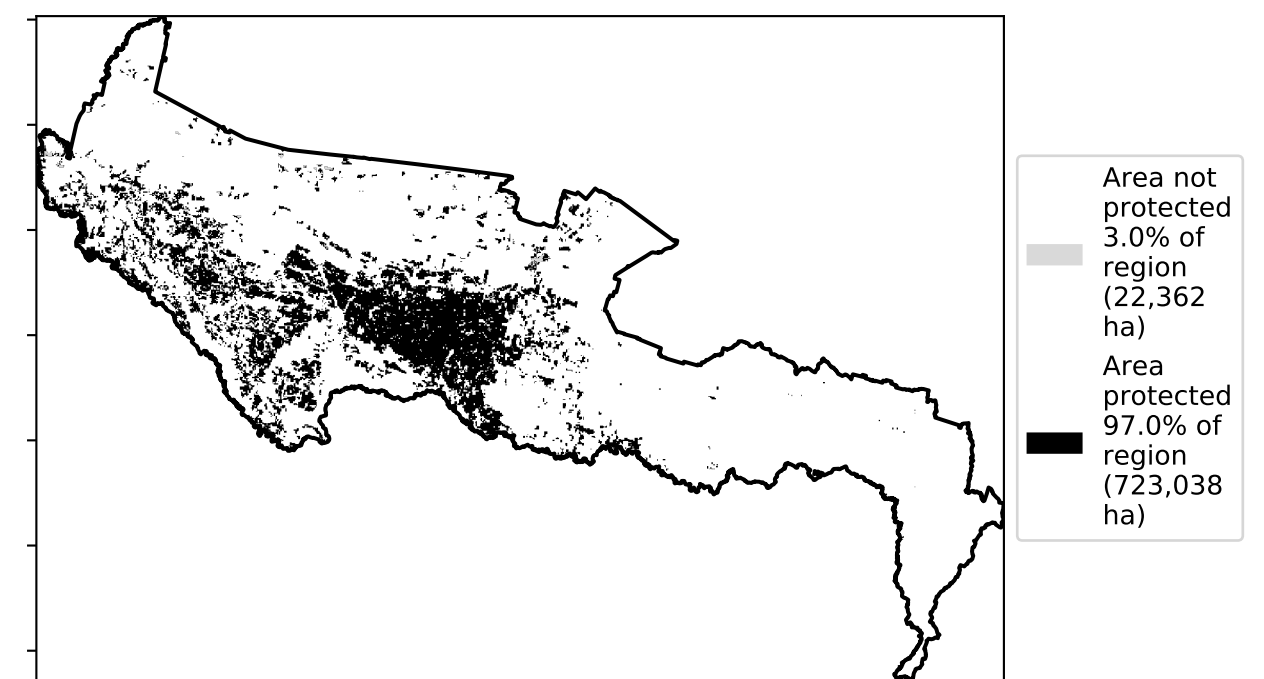 Area not
protected
3.0% of
region
(22,362
ha)
Area
protected
97.0% of
region
(723,038
ha)